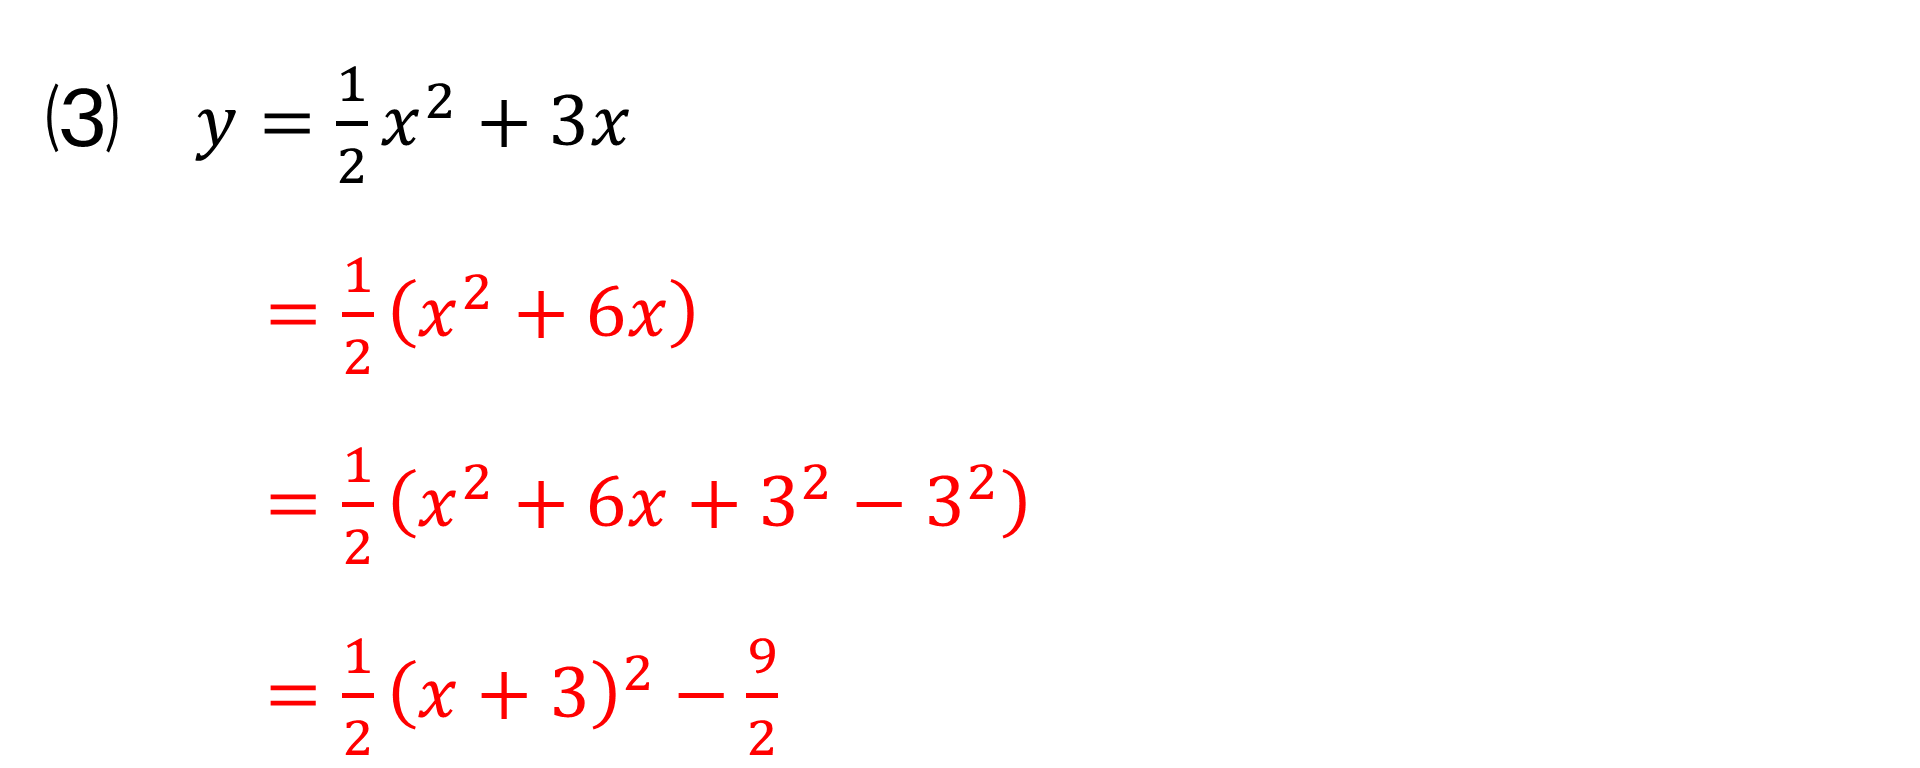 (3) y = 1/2 x² + 3x
= 1/2 (x² + 6x)
= 1/2 (x² + 6x + 3² − 3²)
= 1/2 (x + 3)² − 9/2